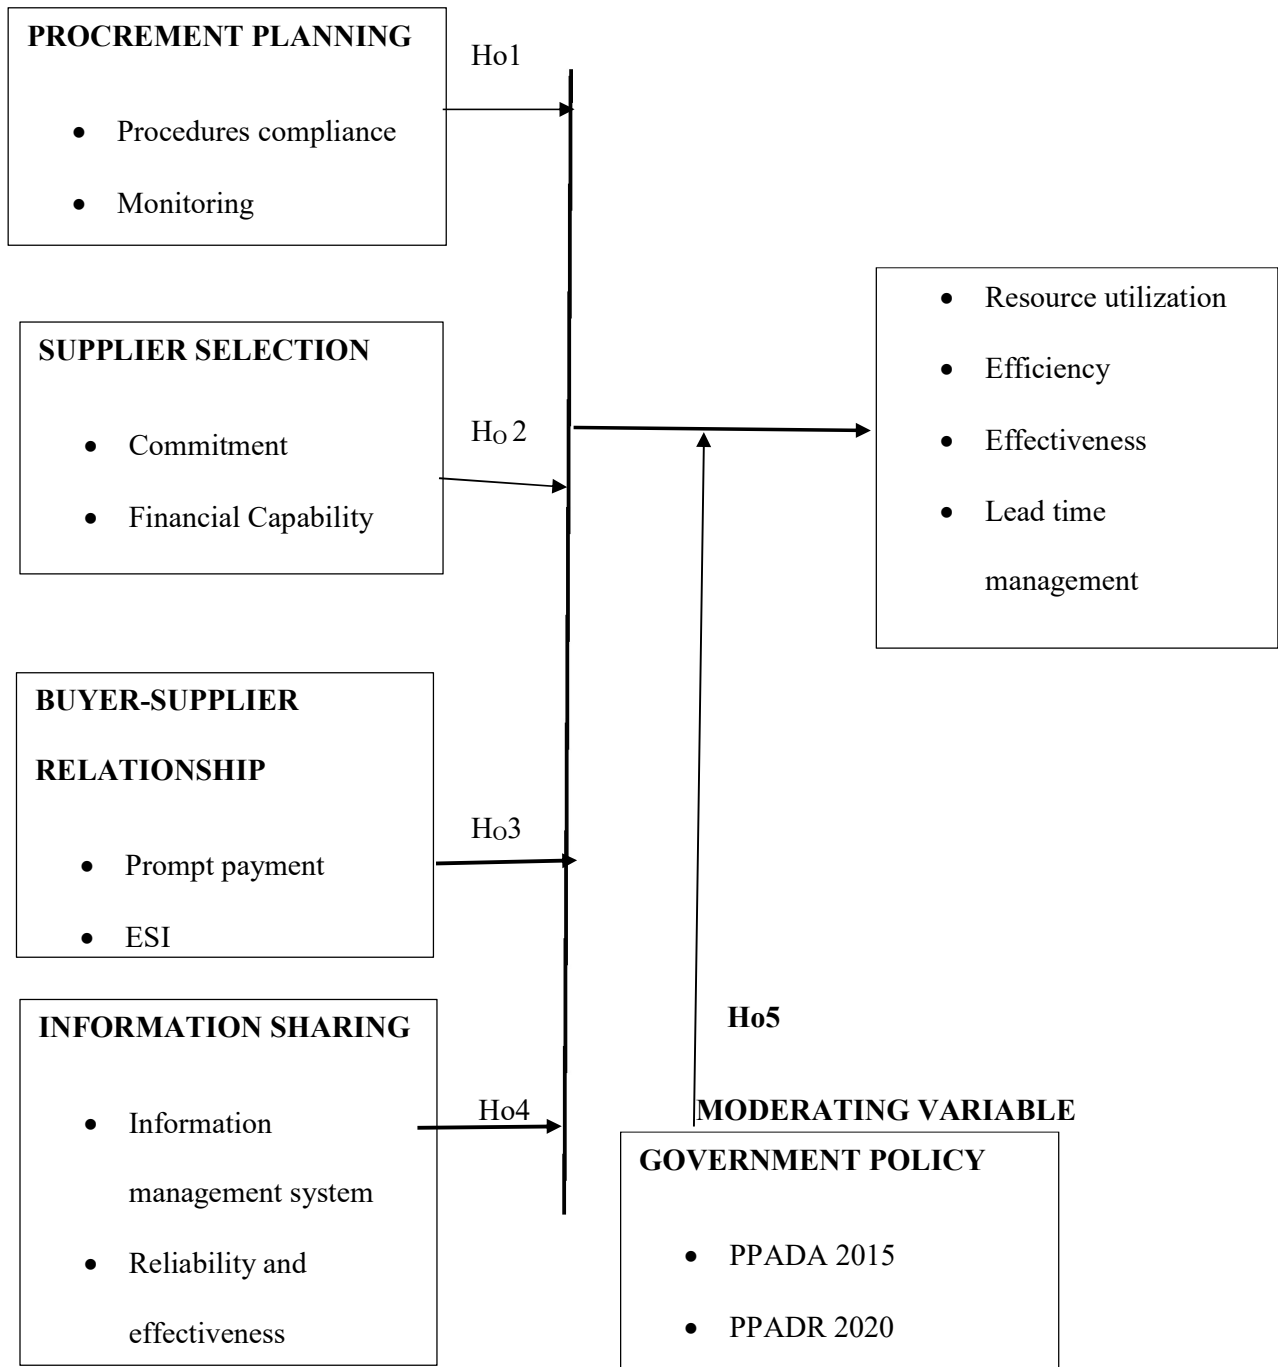 PROCREMENT PLANNING
• Procedures compliance
• Monitoring
Ho1
SUPPLIER SELECTION
• Commitment
• Financial Capability
HO 2
• Resource utilization
• Efficiency
• Effectiveness
• Lead time
management
BUYER-SUPPLIER
RELATIONSHIP
• Prompt payment
• ESI
HO3
INFORMATION SHARING
• Information
management system
• Reliability and
effectiveness
Ho4
Ho5
MODERATING VARIABLE
GOVERNMENT POLICY
• PPADA 2015
• PPADR 2020